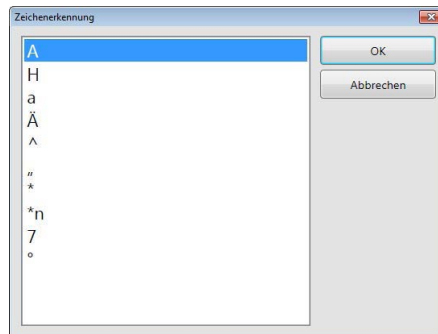 Zeichenerkennung
A
H
a
Ä
^
„
*
*n
7
°
OK
Abbrechen